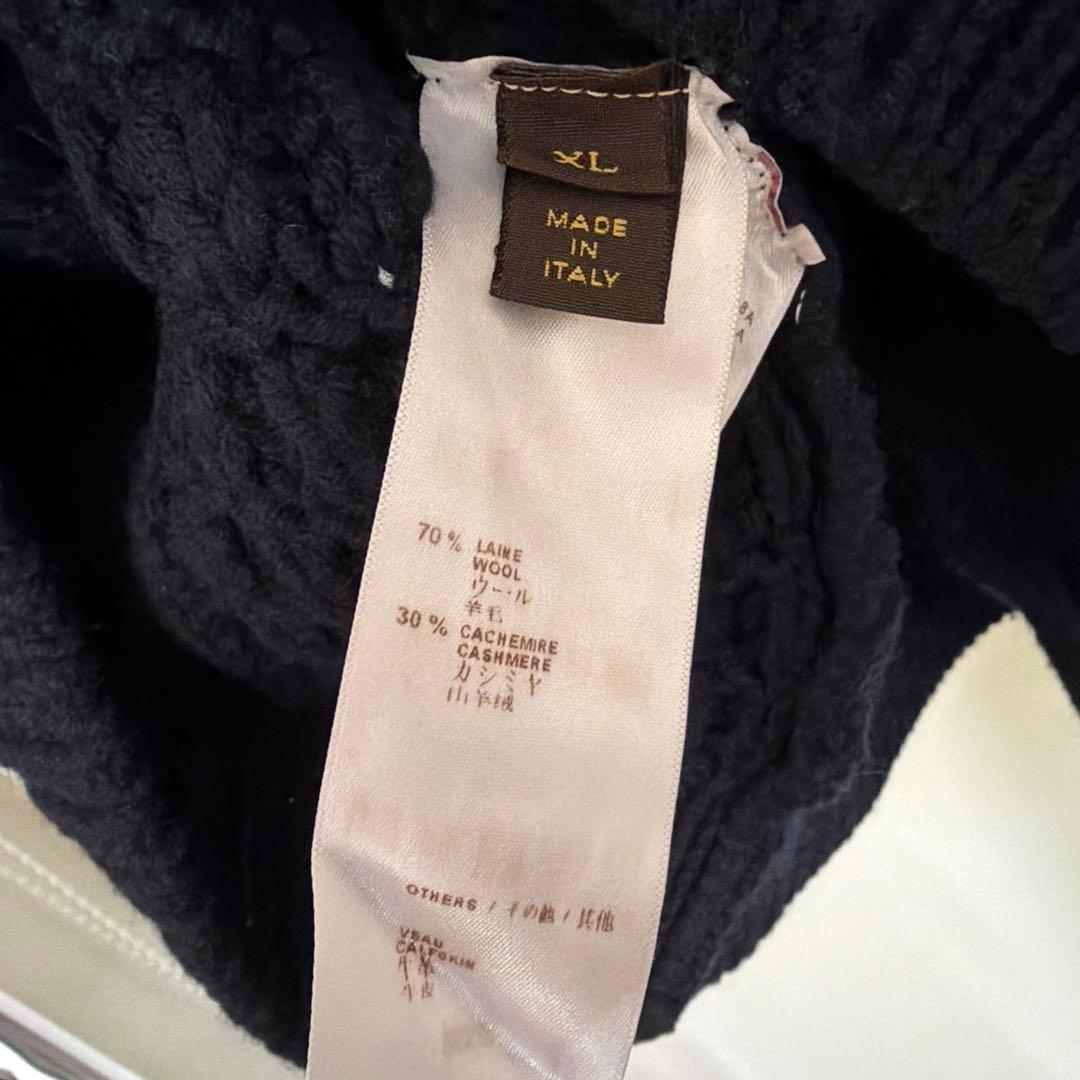 XL
MADE
IN
ITALY
70% LAINE
WOOL
ウール
羊毛
30% CACHEMIRE
CASHMERE
カシミヤ
山羊绒
OTHERS / その他 / 其他
VEAU
CALFSKIN
牛革
牛皮